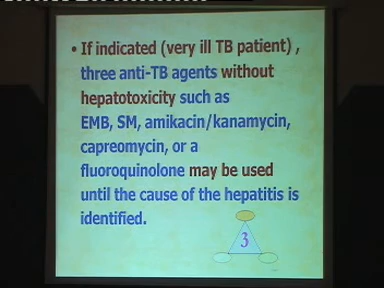 • If indicated (very ill TB patient) ,
three anti-TB agents without
hepatotoxicity such as
EMB, SM, amikacin/kanamycin,
capreomycin, or a
fluoroquinolone may be used
until the cause of the hepatitis is
identified.
3